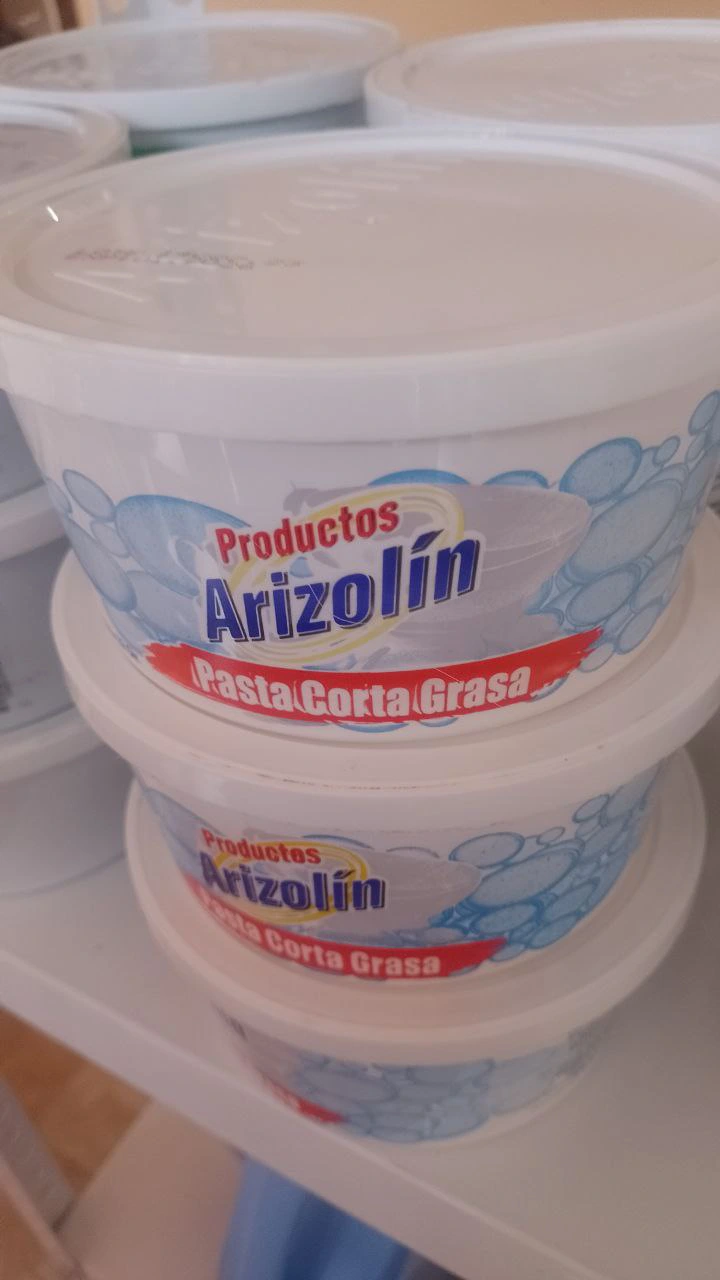 Productos
Arizolín
Pasta Corta Grasa
Productos
Arizolín
Pasta Corta Grasa